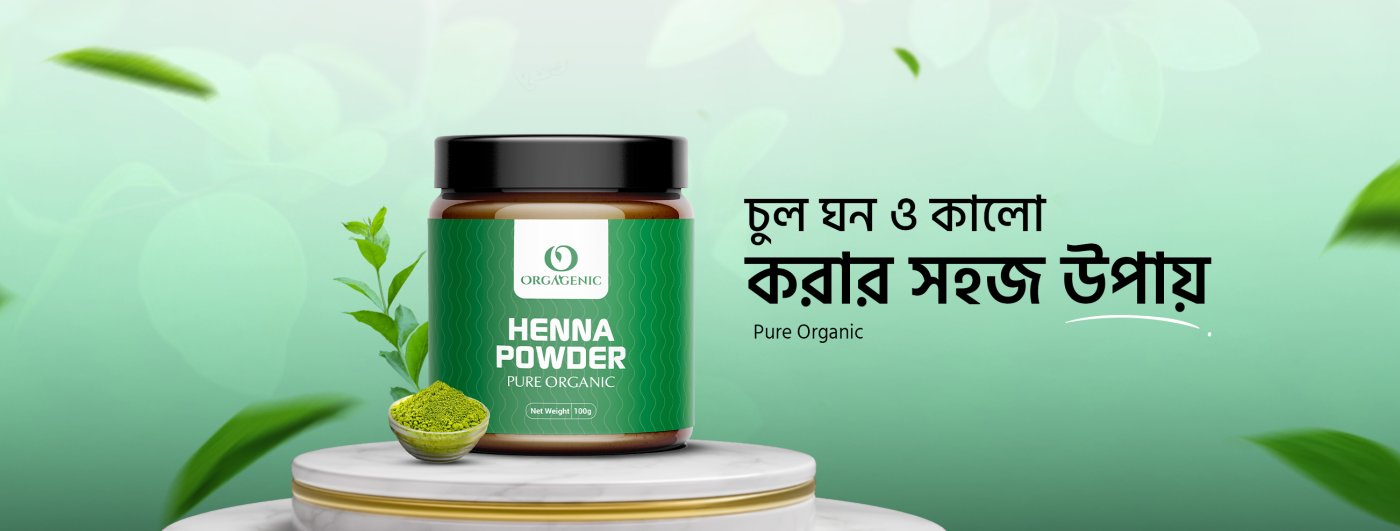 ORGAGENIC
HENNA
POWDER
PURE ORGANIC
Net Weight 100g
চুল ঘন ও কালো
করার সহজ উপায়
Pure Organic